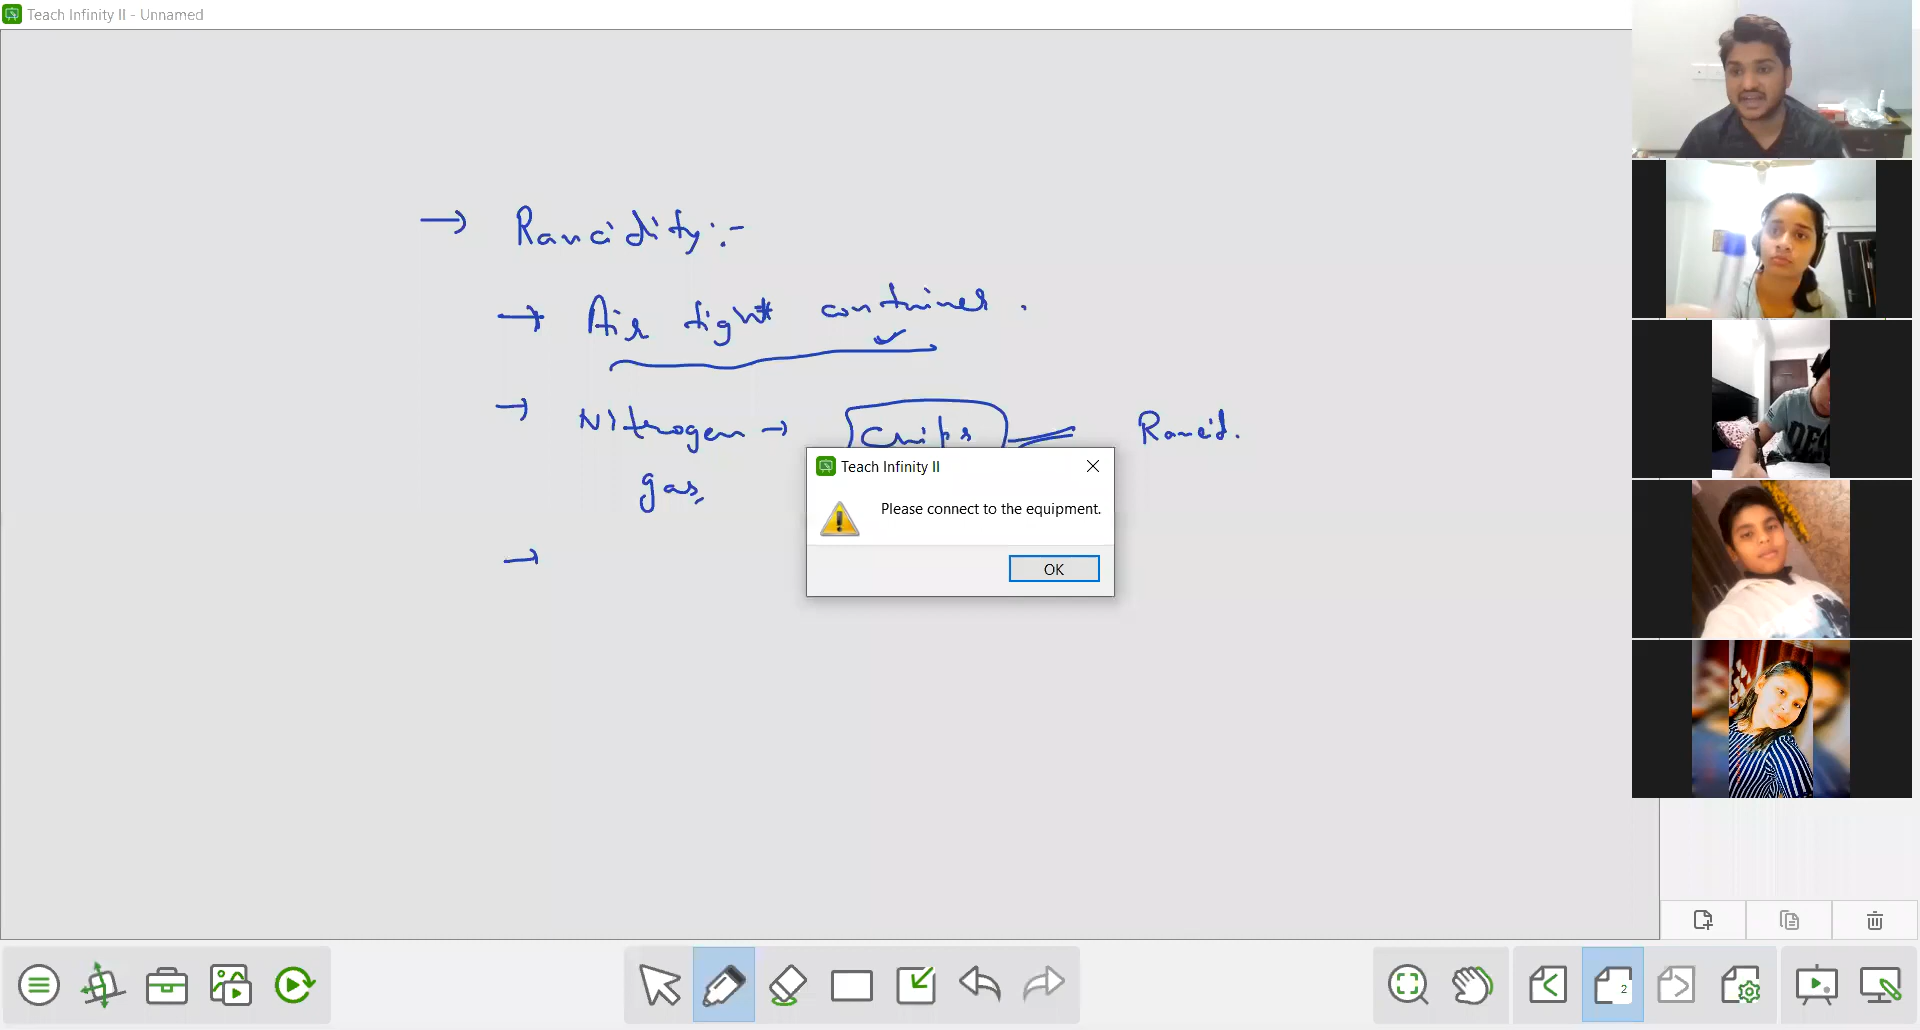 Teach Infinity II - Unnamed
→ Rancidity:-
→ Air tight container.
→ Nitrogen → Chips Rancid.
gas,
→
Teach Infinity II
Please connect to the equipment.
OK
2